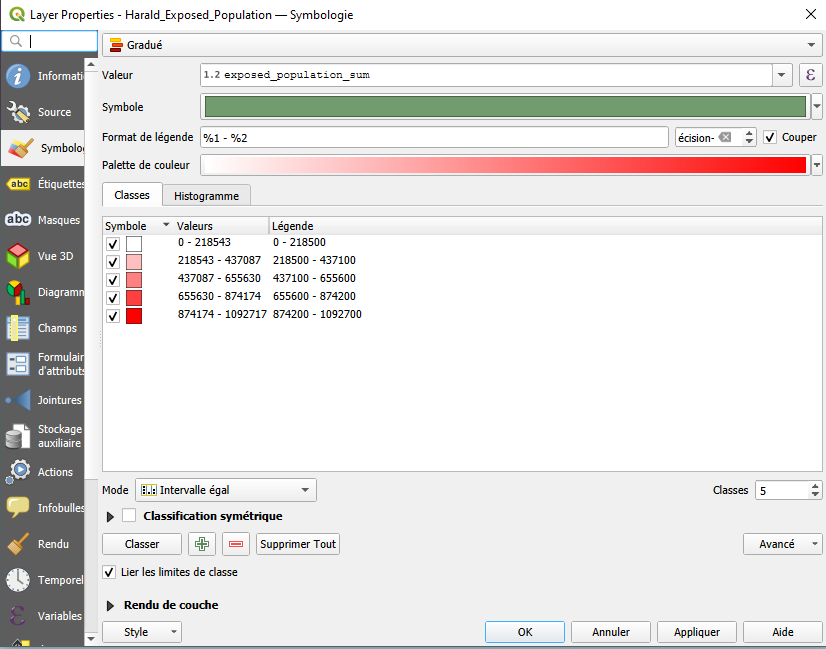 Layer Properties - Harald_Exposed_Population — Symbologie
Informati
Source
Symbolog
abc Étiquettes
abc Masques
Vue 3D
Diagramm
Champs
Formulair
d'attributs
Jointures
Stockage
auxiliaire
Actions
Infobulles
Rendu
Temporel
Variables
Gradué
Valeur
1.2 exposed_population_sum
ε
Symbole
Format de légende
%1 - %2
écision-
Couper
Palette de couleur
Classes
Histogramme
Symbole Valeurs Légende
0 - 218543 0 - 218500
218543 - 437087 218500 - 437100
437087 - 655630 437100 - 655600
655630 - 874174 655600 - 874200
874174 - 1092717 874200 - 1092700
Mode
Intervalle égal
Classes 5
Classification symétrique
Classer
Supprimer Tout
Avancé
Lier les limites de classe
Rendu de couche
Style
OK
Annuler
Appliquer
Aide